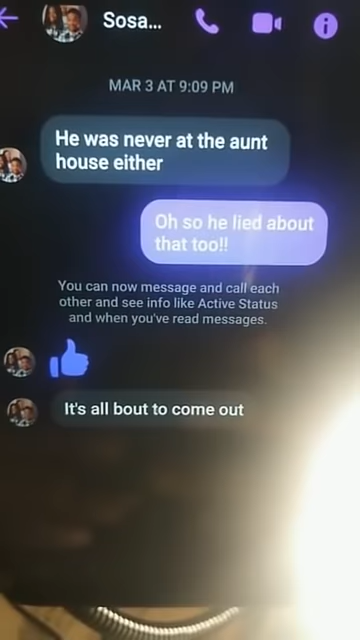 Sosa...
MAR 3 AT 9:09 PM
He was never at the aunt
house either
Oh so he lied about
that too!!
You can now message and call each
other and see info like Active Status
and when you've read messages.
It's all bout to come out